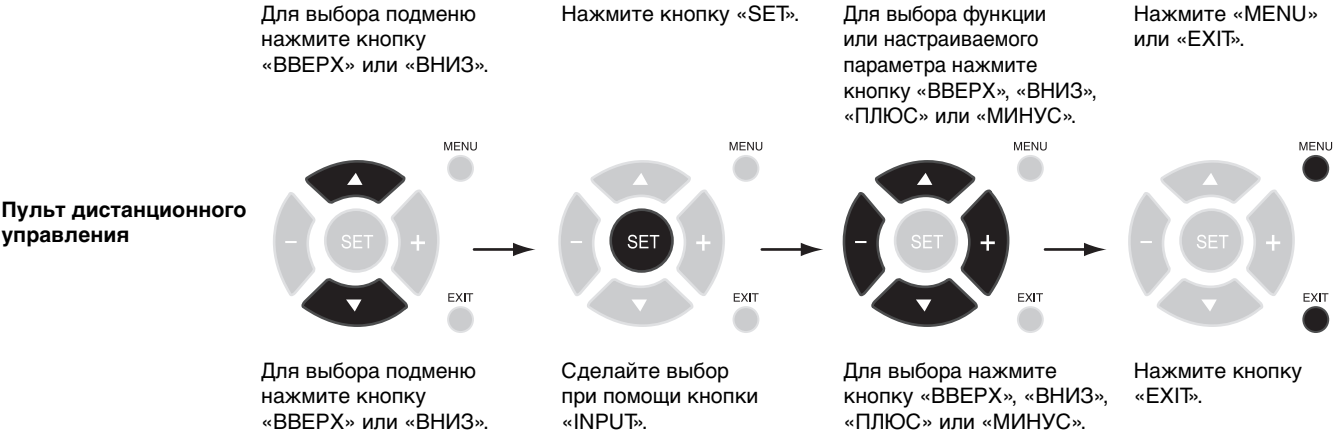 Для выбора подменю
нажмите кнопку
«ВВЕРХ» или «ВНИЗ».
Нажмите кнопку «SET».
Для выбора функции
или настраиваемого
параметра нажмите
кнопку «ВВЕРХ», «ВНИЗ»,
«ПЛЮС» или «МИНУС».
Нажмите «MENU»
или «EXIT».
Пульт дистанционного
управления
MENU
–
SET
+
EXIT
MENU
–
SET
+
EXIT
MENU
–
SET
+
EXIT
MENU
–
SET
+
EXIT
Для выбора подменю
нажмите кнопку
«ВВЕРХ» или «ВНИЗ».
Сделайте выбор
при помощи кнопки
«INPUT».
Для выбора нажмите
кнопку «ВВЕРХ», «ВНИЗ»,
«ПЛЮС» или «МИНУС».
Нажмите кнопку
«EXIT».